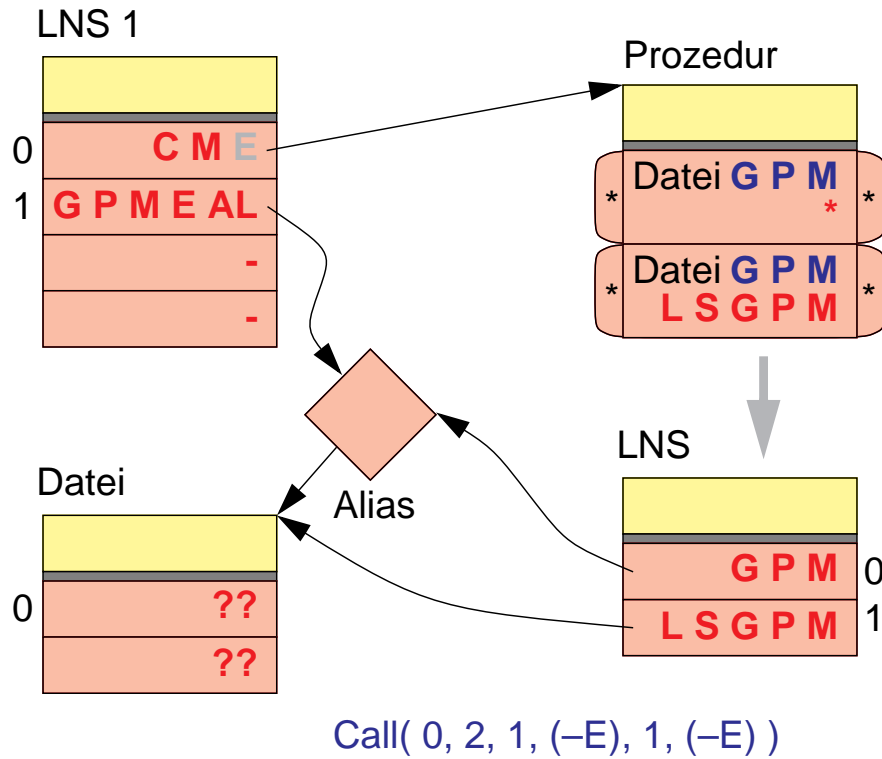 LNS 1
0 C M E
1 G P M E AL
-
-
Prozedur
* Datei G P M *
*
* Datei G P M *
L S G P M
Alias
Datei
0 ??
??
LNS
G P M 0
L S G P M 1
Call( 0, 2, 1, (–E), 1, (–E) )